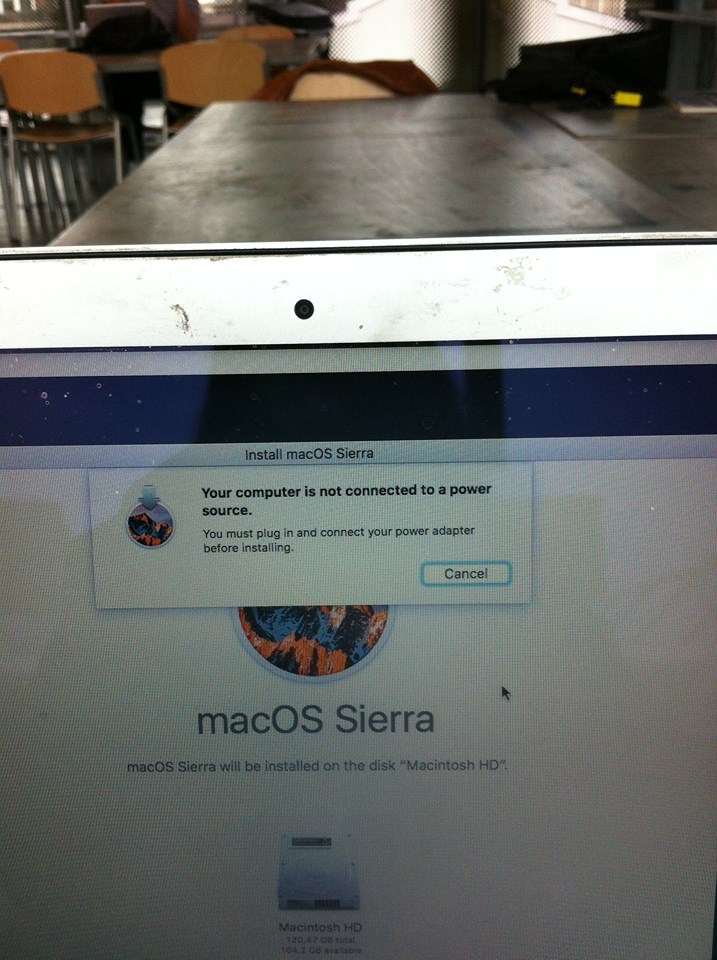 Install macOS Sierra
Your computer is not connected to a power
source.
You must plug in and connect your power adapter
before installing.
Cancel
macOS Sierra
macOS Sierra will be installed on the disk “Macintosh HD”.
Macintosh HD
120.47 GB total
104.2 GB available